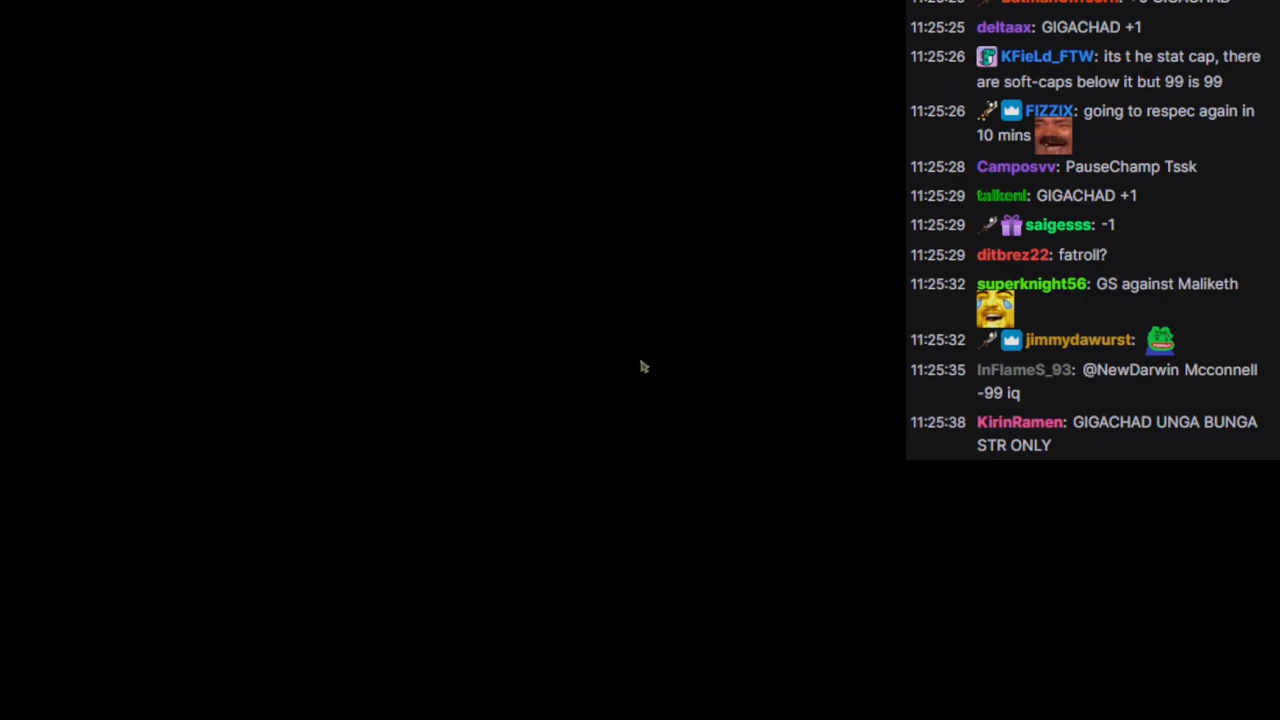 11:25:25 deltaax: GIGACHAD +1
11:25:26 KFieLd_FTW: its t he stat cap, there
are soft-caps below it but 99 is 99
11:25:26 FIZZIX: going to respec again in
10 mins
11:25:28 Camposvv: PauseChamp Tssk
11:25:29 talkenl: GIGACHAD +1
11:25:29 saigesss: -1
11:25:29 ditbrez22: fatroll?
11:25:32 superknight56: GS against Maliketh
11:25:32 jimmydawurst:
11:25:35 InFlameS_93: @NewDarwin Mcconnell
-99 iq
11:25:38 KirinRamen: GIGACHAD UNGA BUNGA
STR ONLY